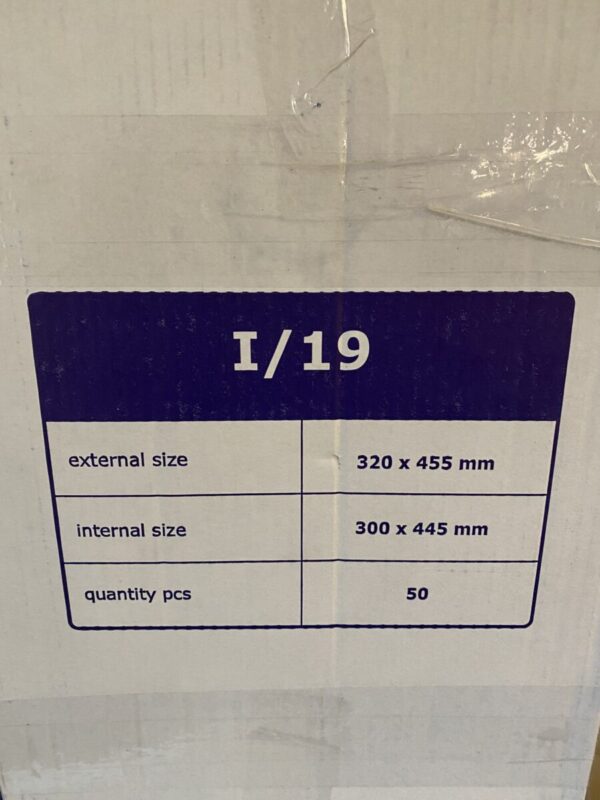 I/19
external size 320 x 455 mm
internal size 300 x 445 mm
quantity pcs 50